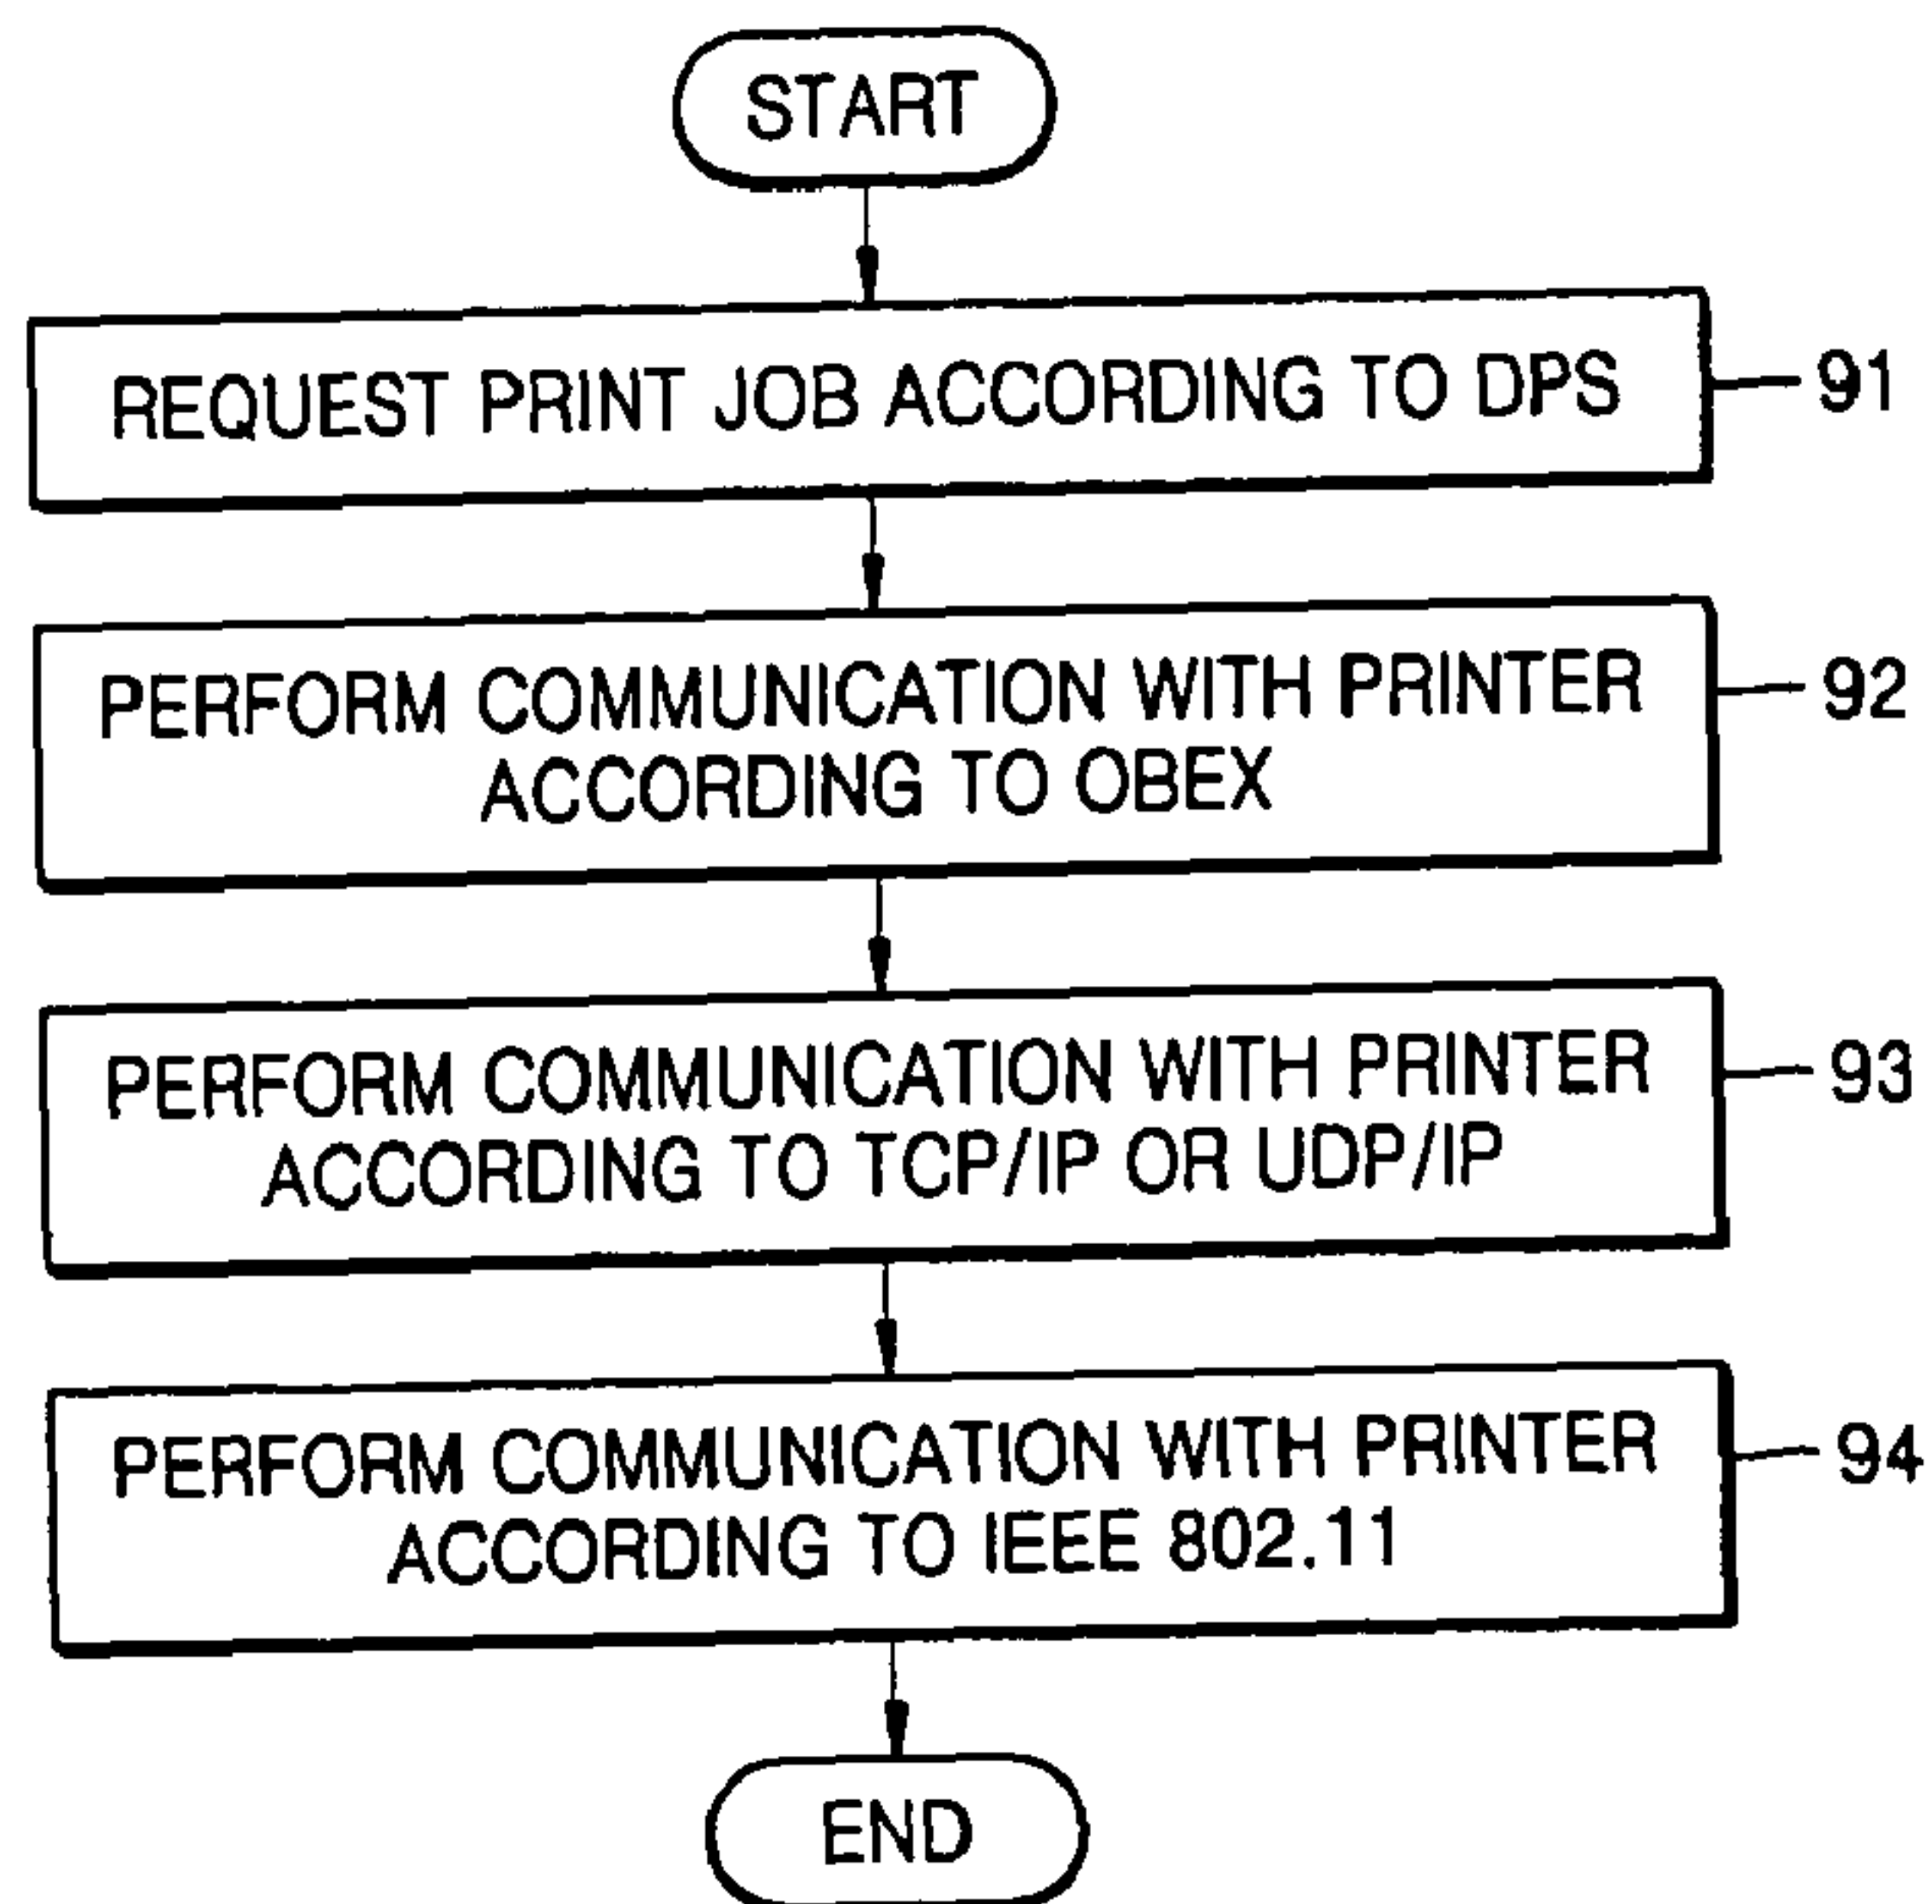 START
REQUEST PRINT JOB ACCORDING TO DPS
91
PERFORM COMMUNICATION WITH PRINTER
ACCORDING TO OBEX
92
PERFORM COMMUNICATION WITH PRINTER
ACCORDING TO TCP/IP OR UDP/IP
93
PERFORM COMMUNICATION WITH PRINTER
ACCORDING TO IEEE 802.11
94
END